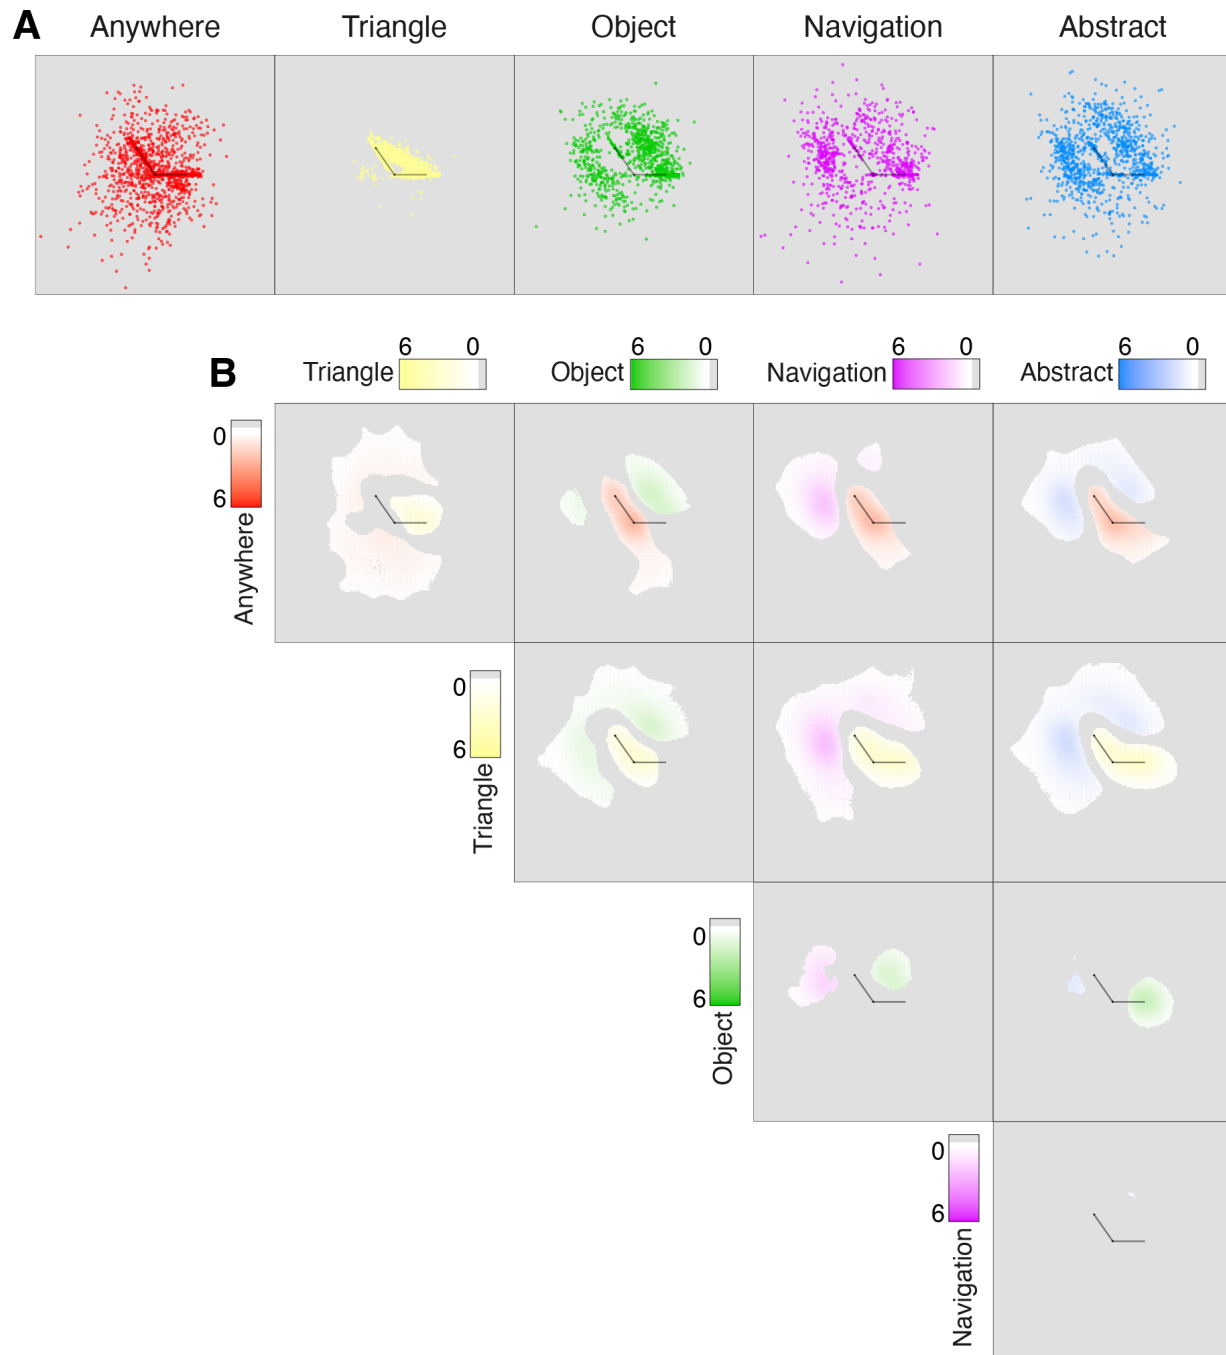 A
Anywhere Triangle Object Navigation Abstract
B
Triangle 6 0 Object 6 0 Navigation 6 0 Abstract 6 0
0
6
Anywhere
0
6
Triangle
0
6
Object
0
6
Navigation